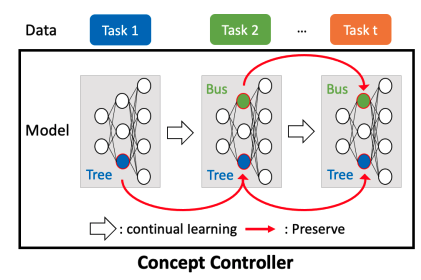 Data Task 1 Task 2 ... Task t
Bus Bus
Model
Tree Tree Tree
: continual learning : Preserve
Concept Controller